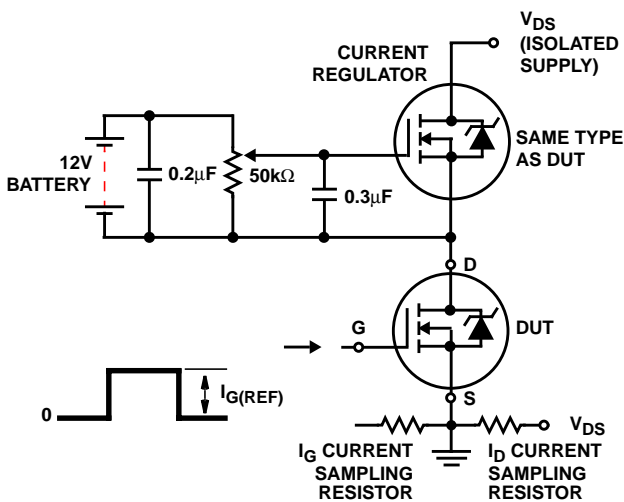 V_DS
(ISOLATED
SUPPLY)
CURRENT
REGULATOR
SAME TYPE
AS DUT
12V
BATTERY
0.2μF
50kΩ
0.3μF
D
DUT
G
I_G(REF)
0
S
V_DS
I_G CURRENT
SAMPLING
RESISTOR
I_D CURRENT
SAMPLING
RESISTOR